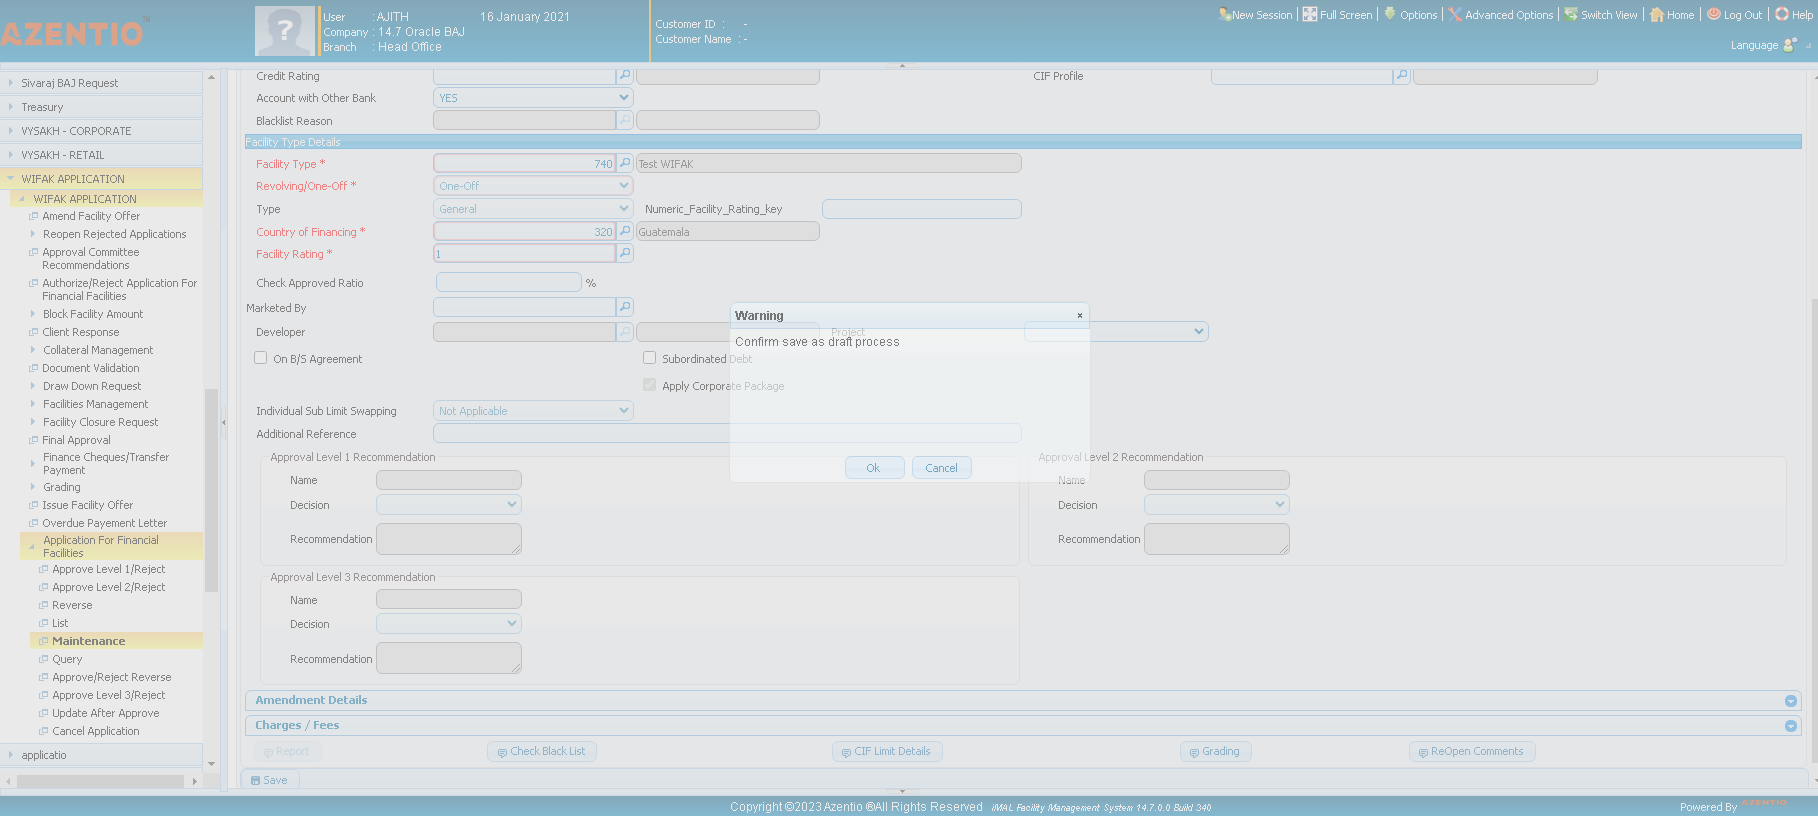 AZENTIO™
User : AJITH 16 January 2021
Company : 14.7 Oracle BAJ
Branch : Head Office
Customer ID : -
Customer Name : -
New Session Full Screen Options Advanced Options Switch View Home Log Out Help
Language
Sivaraj BAJ Request
Treasury
VYSAKH - CORPORATE
VYSAKH - RETAIL
WIFAK APPLICATION
WIFAK APPLICATION
Amend Facility Offer
Reopen Rejected Applications
Approval Committee
Recommendations
Authorize/Reject Application For
Financial Facilities
Block Facility Amount
Client Response
Collateral Management
Document Validation
Draw Down Request
Facilities Management
Facility Closure Request
Final Approval
Finance Cheques/Transfer
Payment
Grading
Issue Facility Offer
Overdue Payement Letter
Application For Financial
Facilities
Approve Level 1/Reject
Approve Level 2/Reject
Reverse
List
Maintenance
Query
Approve/Reject Reverse
Approve Level 3/Reject
Update After Approve
Cancel Application
applicatio
Credit Rating CIF Profile
Account with Other Bank YES
Blacklist Reason
Facility Type Details
Facility Type * 740 Test WIFAK
Revolving/One-Off * One-Off
Type General Numeric_Facility_Rating_key
Country of Financing * 320 Guatemala
Facility Rating * 1
Check Approved Ratio %
Marketed By
Developer Project
On B/S Agreement Subordinated Debt
Apply Corporate Package
Individual Sub Limit Swapping Not Applicable
Additional Reference
Warning ×
Confirm save as draft process
Ok Cancel
Approval Level 1 Recommendation
Name
Decision
Recommendation
Approval Level 2 Recommendation
Name
Decision
Recommendation
Approval Level 3 Recommendation
Name
Decision
Recommendation
Amendment Details
Charges / Fees
Report Check Black List CIF Limit Details Grading ReOpen Comments
Save
Copyright ©2023 Azentio ®All Rights Reserved iMAL Facility Management System 14.7.0.0 Build 340
Powered By AZENTIO